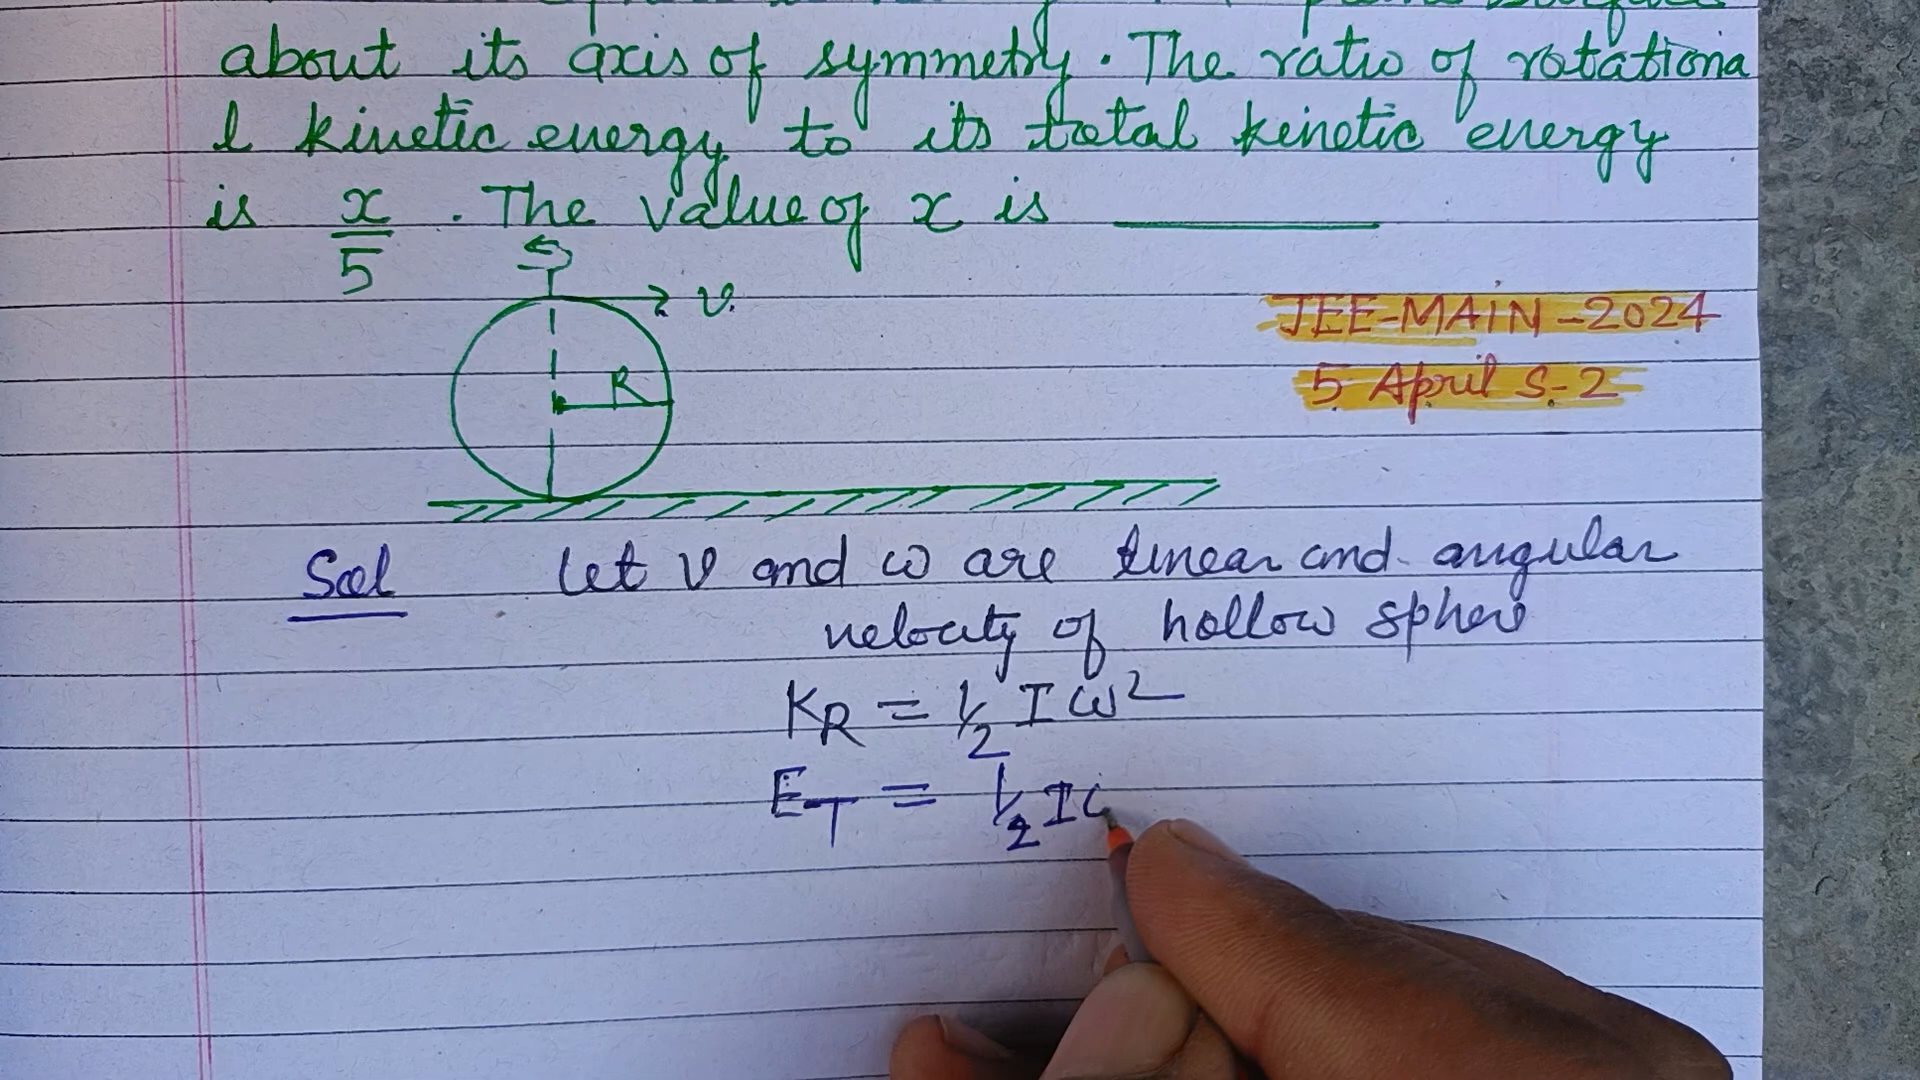 about its axis of symmetry. The ratio of rotationa
l kinetic energy to its total kinetic energy
is x/5. The value of x is ______
v.
R
JEE-MAIN-2024
5 April S-2
Sol Let v and ω are linear and angular
velocity of hollow sphere
K_R = 1/2 I ω²
E_T = 1/2 I